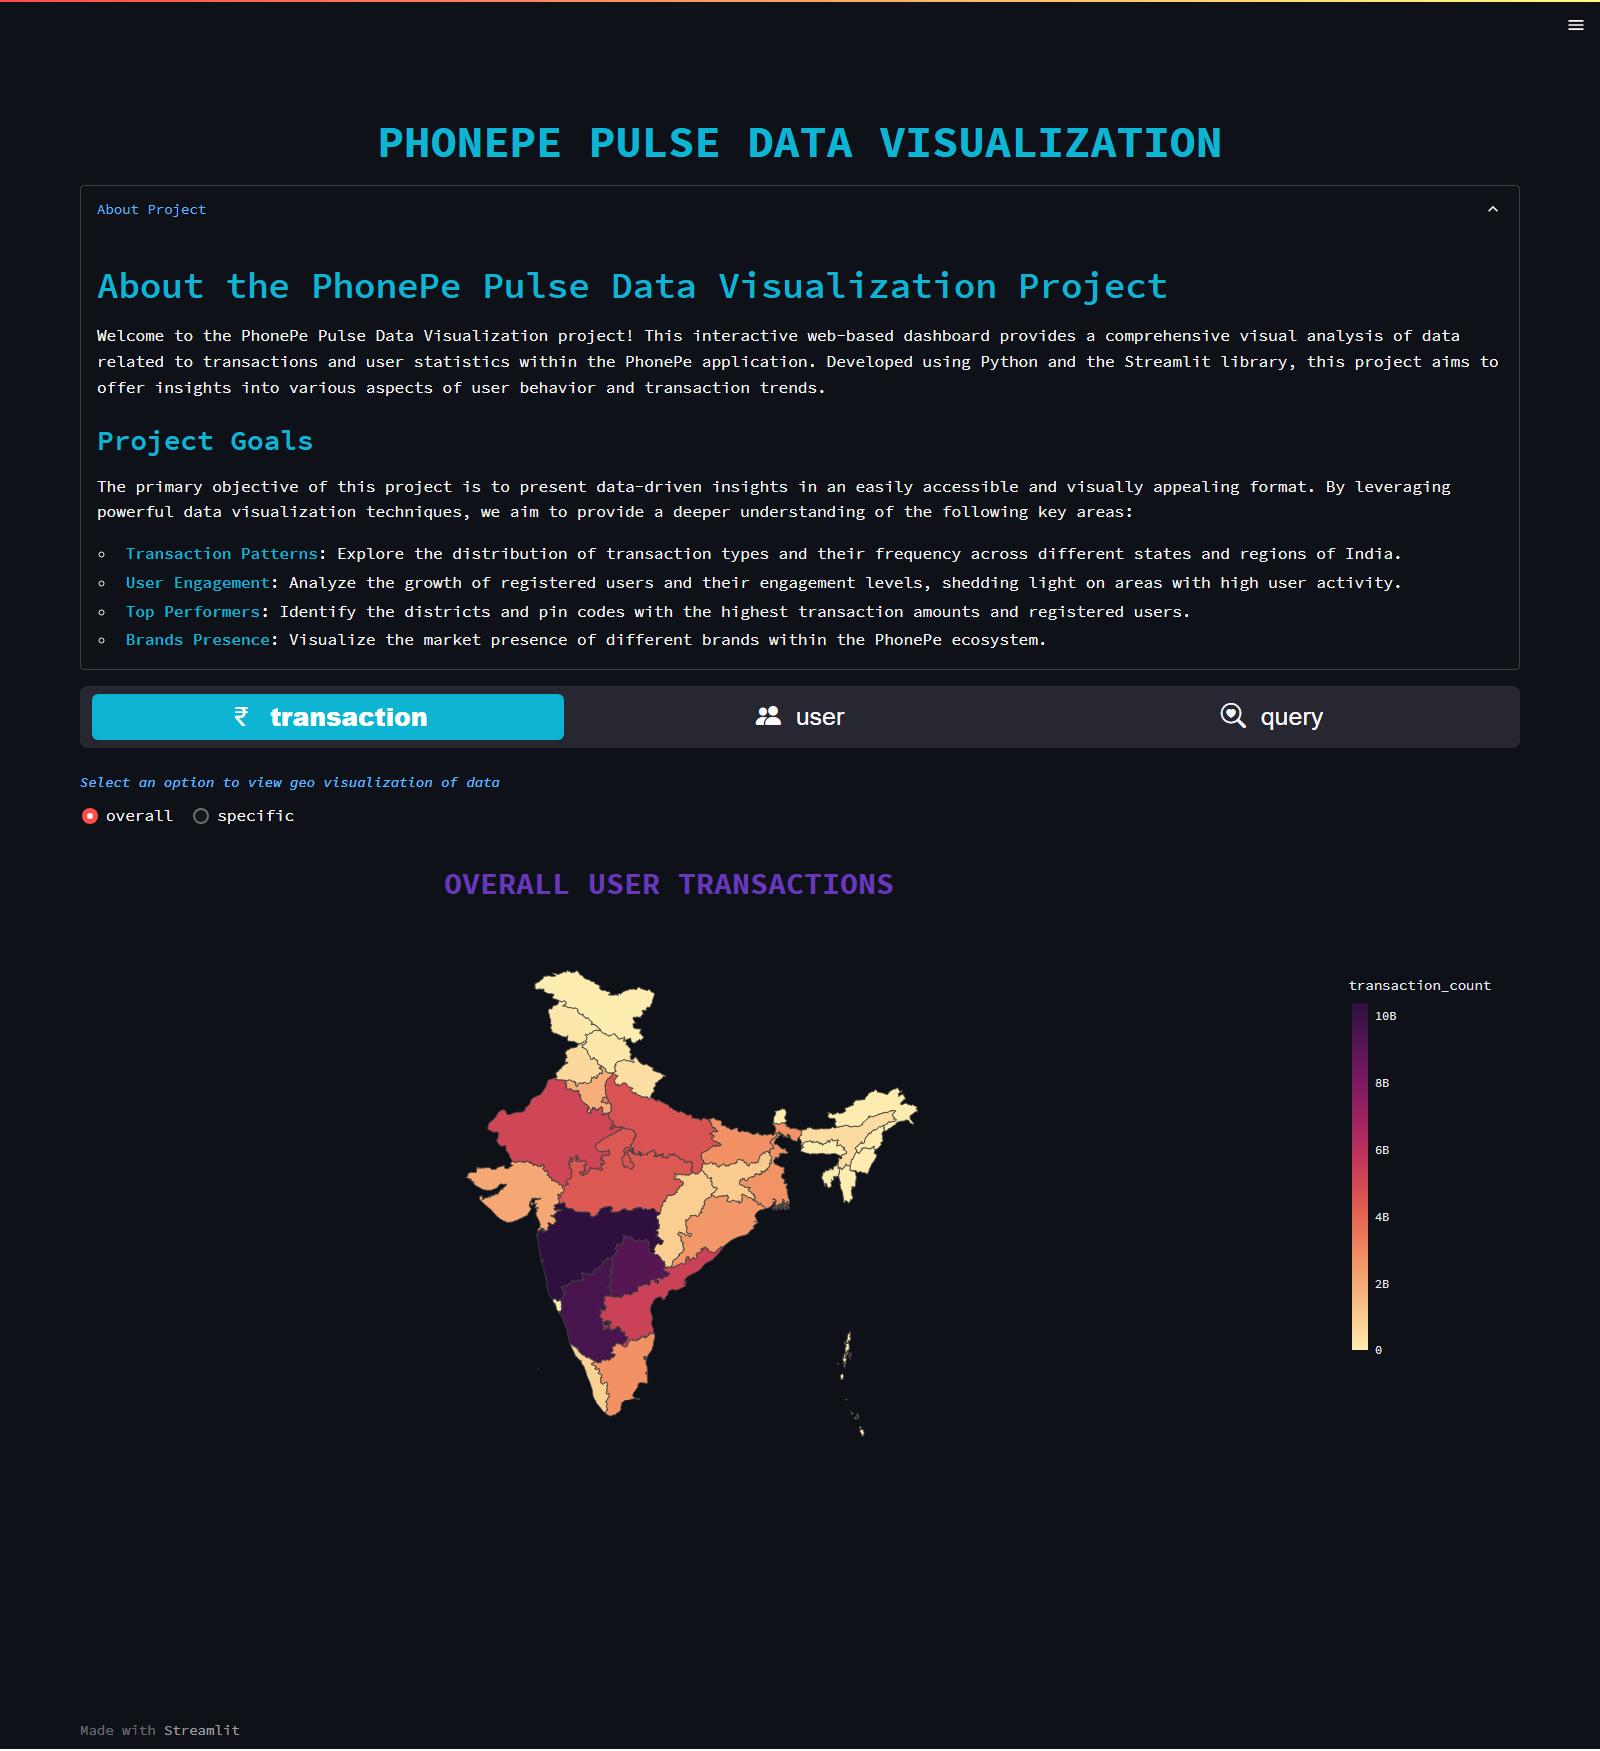 PHONEPE PULSE DATA VISUALIZATION
About Project
About the PhonePe Pulse Data Visualization Project
Welcome to the PhonePe Pulse Data Visualization project! This interactive web-based dashboard provides a comprehensive visual analysis of data
related to transactions and user statistics within the PhonePe application. Developed using Python and the Streamlit library, this project aims to
offer insights into various aspects of user behavior and transaction trends.
Project Goals
The primary objective of this project is to present data-driven insights in an easily accessible and visually appealing format. By leveraging
powerful data visualization techniques, we aim to provide a deeper understanding of the following key areas:
Transaction Patterns: Explore the distribution of transaction types and their frequency across different states and regions of India.
User Engagement: Analyze the growth of registered users and their engagement levels, shedding light on areas with high user activity.
Top Performers: Identify the districts and pin codes with the highest transaction amounts and registered users.
Brands Presence: Visualize the market presence of different brands within the PhonePe ecosystem.
₹ transaction
user
query
Select an option to view geo visualization of data
overall
specific
OVERALL USER TRANSACTIONS
transaction_count
10B
8B
6B
4B
2B
0
Made with Streamlit